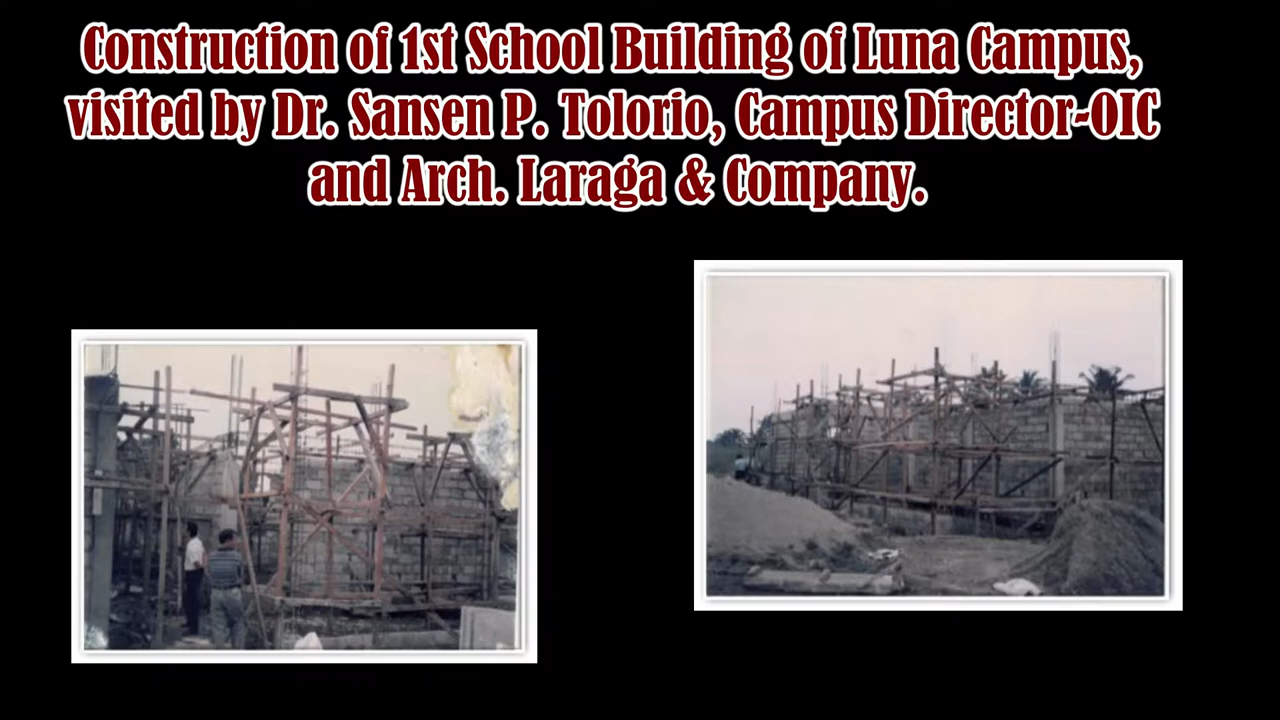 Construction of 1st School Building of Luna Campus,
visited by Dr. Sansen P. Tolorio, Campus Director-OIC
and Arch. Laraga & Company.